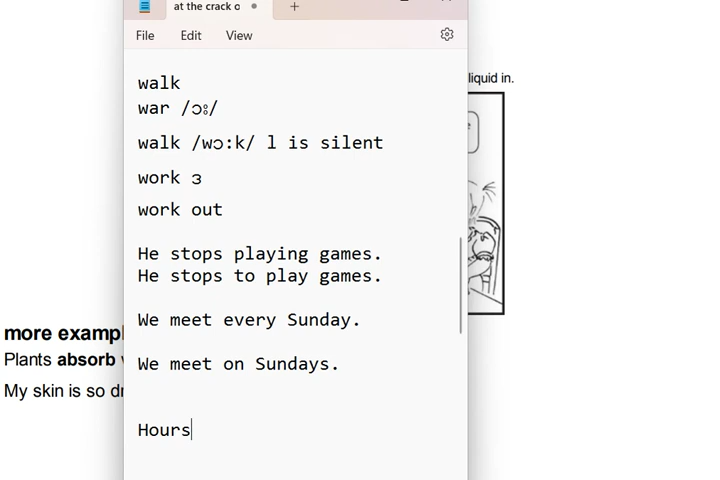 at the crack o
File Edit View
walk
war /ɔː/
walk /wɔ:k/ l is silent
work ɜ
work out
He stops playing games.
He stops to play games.
We meet every Sunday.
We meet on Sundays.
Hours
liquid in.
more exampl
Plants absorb
My skin is so dr